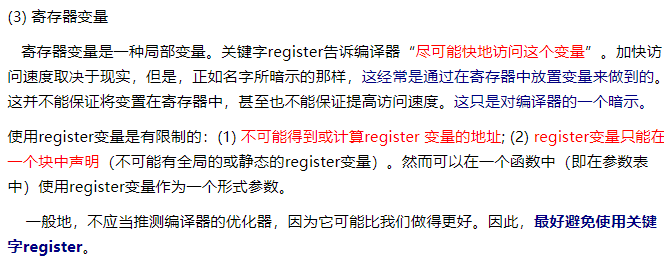 (3) 寄存器变量
寄存器变量是一种局部变量。关键字register告诉编译器“尽可能快地访问这个变量”。加快访
问速度取决于现实，但是，正如名字所暗示的那样，这经常是通过在寄存器中放置变量来做到的。
这并不能保证将变置在寄存器中，甚至也不能保证提高访问速度。这只是对编译器的一个暗示。
使用register变量是有限制的：(1) 不可能得到或计算register 变量的地址; (2) register变量只能在
一个块中声明（不可能有全局的或静态的register变量）。然而可以在一个函数中（即在参数表
中）使用register变量作为一个形式参数。
一般地，不应当推测编译器的优化器，因为它可能比我们做得更好。因此，最好避免使用关键
字register。